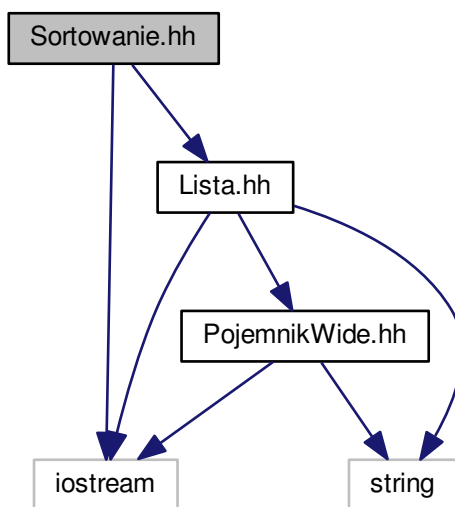 Sortowanie.hh
Lista.hh
PojemnikWide.hh
iostream
string